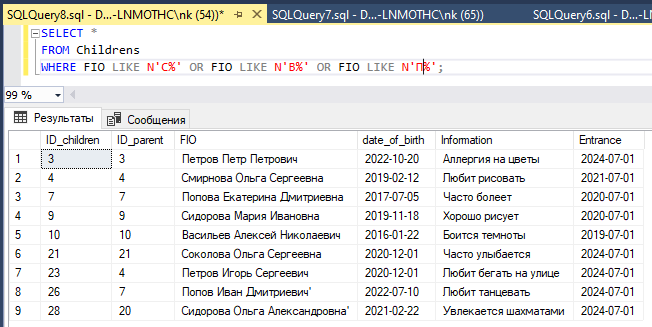 SQLQuery8.sql - D...-LNMOTHC\nk (54))* SQLQuery7.sql - D...-LNMOTHC\nk (65)) SQLQuery6.sql - D...-LNMOTHC
SELECT *
FROM Childrens
WHERE FIO LIKE N'С%' OR FIO LIKE N'В%' OR FIO LIKE N'П%';
99 %
Результаты Сообщения
ID_children ID_parent FIO date_of_birth Information Entrance
1 3 3 Петров Петр Петрович 2022-10-20 Аллергия на цветы 2024-07-01
2 4 4 Смирнова Ольга Сергеевна 2019-02-12 Любит рисовать 2021-07-01
3 7 7 Попова Екатерина Дмитриевна 2017-07-05 Часто болеет 2020-07-01
4 9 9 Сидорова Мария Ивановна 2019-11-18 Хорошо рисует 2020-07-01
5 10 10 Васильев Алексей Николаевич 2016-01-22 Боится темноты 2019-07-01
6 21 21 Соколова Ольга Сергеевна 2020-12-01 Часто улыбается 2024-07-01
7 23 4 Петров Игорь Сергеевич 2020-12-01 Любит бегать на улице 2024-07-01
8 26 7 Попов Иван Дмитриевич' 2022-07-10 Любит танцевать 2024-07-01
9 28 20 Сидорова Ольга Александровна' 2021-02-22 Увлекается шахматами 2024-07-01